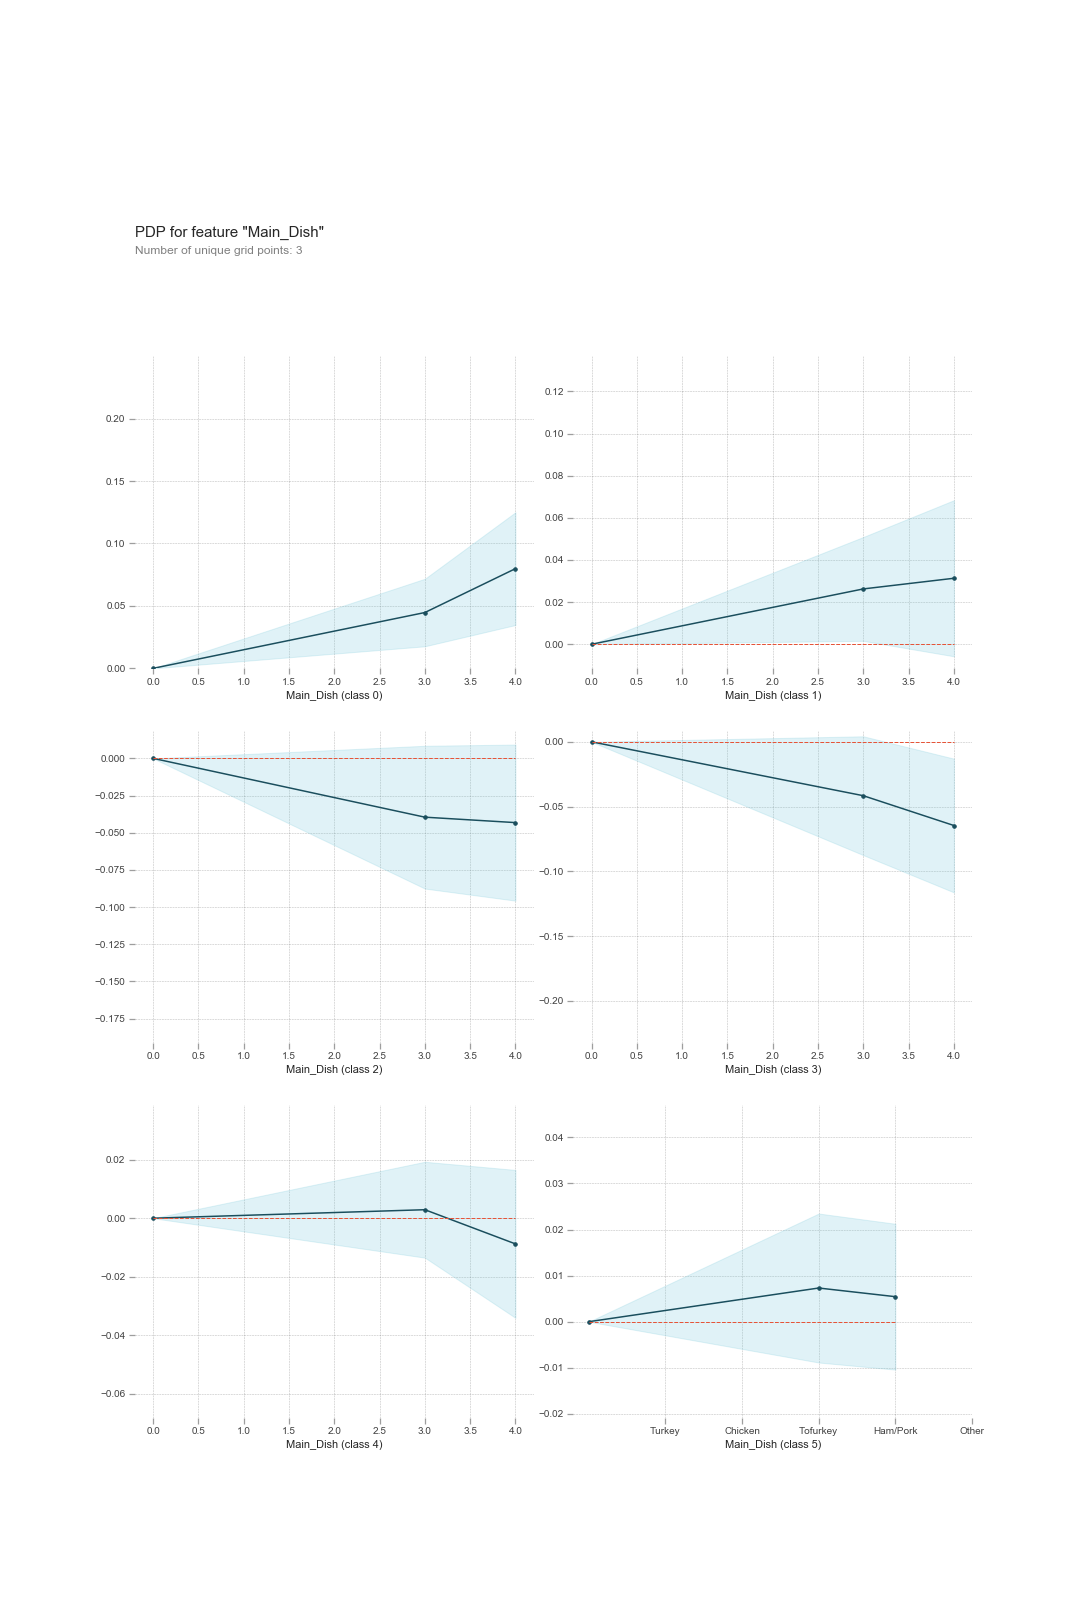 PDP for feature "Main_Dish"
Number of unique grid points: 3
0.20
0.15
0.10
0.05
0.00
0.0 0.5 1.0 1.5 2.0 2.5 3.0 3.5 4.0
Main_Dish (class 0)
0.12
0.10
0.08
0.06
0.04
0.02
0.00
0.0 0.5 1.0 1.5 2.0 2.5 3.0 3.5 4.0
Main_Dish (class 1)
0.000
−0.025
−0.050
−0.075
−0.100
−0.125
−0.150
−0.175
0.0 0.5 1.0 1.5 2.0 2.5 3.0 3.5 4.0
Main_Dish (class 2)
0.00
−0.05
−0.10
−0.15
−0.20
0.0 0.5 1.0 1.5 2.0 2.5 3.0 3.5 4.0
Main_Dish (class 3)
0.02
0.00
−0.02
−0.04
−0.06
0.0 0.5 1.0 1.5 2.0 2.5 3.0 3.5 4.0
Main_Dish (class 4)
0.04
0.03
0.02
0.01
0.00
−0.01
−0.02
Turkey Chicken Tofurkey Ham/Pork Other
Main_Dish (class 5)